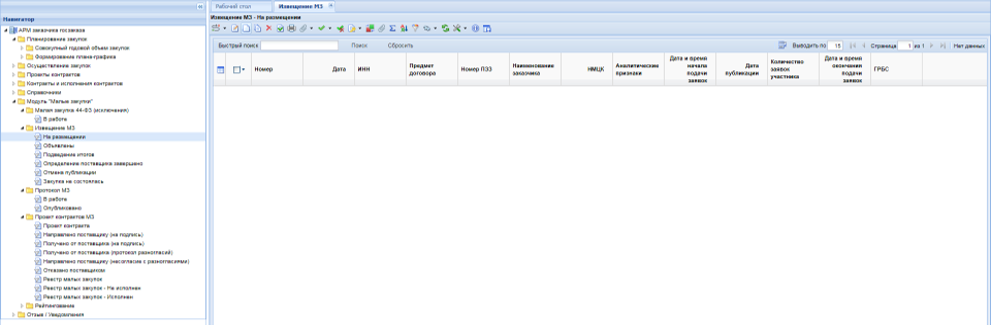 Рабочий стол
Извещение МЗ
Навигатор
Извещение МЗ - На размещении
АРМ заказчика госзаказа
Планирование закупок
Совокупный годовой объем закупок
Формирование плана-графика
Осуществление закупок
Проекты контрактов
Контракты и исполнения контрактов
Справочники
Модуль "Малые закупки"
Малая закупка 44-ФЗ (исключения)
В работе
Извещение МЗ
На размещении
Объявлены
Подведение итогов
Определение поставщика завершено
Отмена публикации
Закупка не состоялась
Протокол МЗ
В работе
Опубликовано
Проект контрактов МЗ
Проект контракта
Направлено поставщику (на подпись)
Получено от поставщика (на подпись)
Получено от поставщика (протокол разногласий)
Направлено поставщику (несогласие с разногласиями)
Отказано поставщиком
Реестр малых закупок
Реестр малых закупок - Не исполнен
Реестр малых закупок - Исполнен
Рейтингование
Отзыв / Уведомления
Быстрый поиск
Поиск
Сбросить
Выводить по 15
Страница 1 из 1
Нет данных
Номер
Дата
ИНН
Предмет договора
Номер ПЗЗ
Наименование заказчика
НМЦК
Аналитические признаки
Дата и время начала подачи заявок
Дата публикации
Количество заявок участника
Дата и время окончания подачи заявок
ГРБС